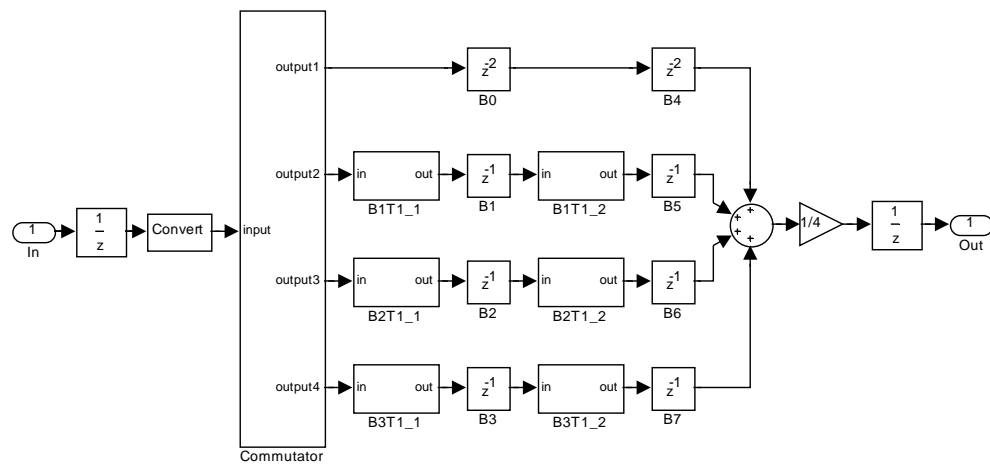 output1
z-2
B0
z-2
B4
output2
in out
B1T1_1
z-1
B1
in out
B1T1_2
z-1
B5
1
In
1
z
Convert
input
+
+
+
+
1/4
1
z
1
Out
output3
in out
B2T1_1
z-1
B2
in out
B2T1_2
z-1
B6
output4
in out
B3T1_1
z-1
B3
in out
B3T1_2
z-1
B7
Commutator